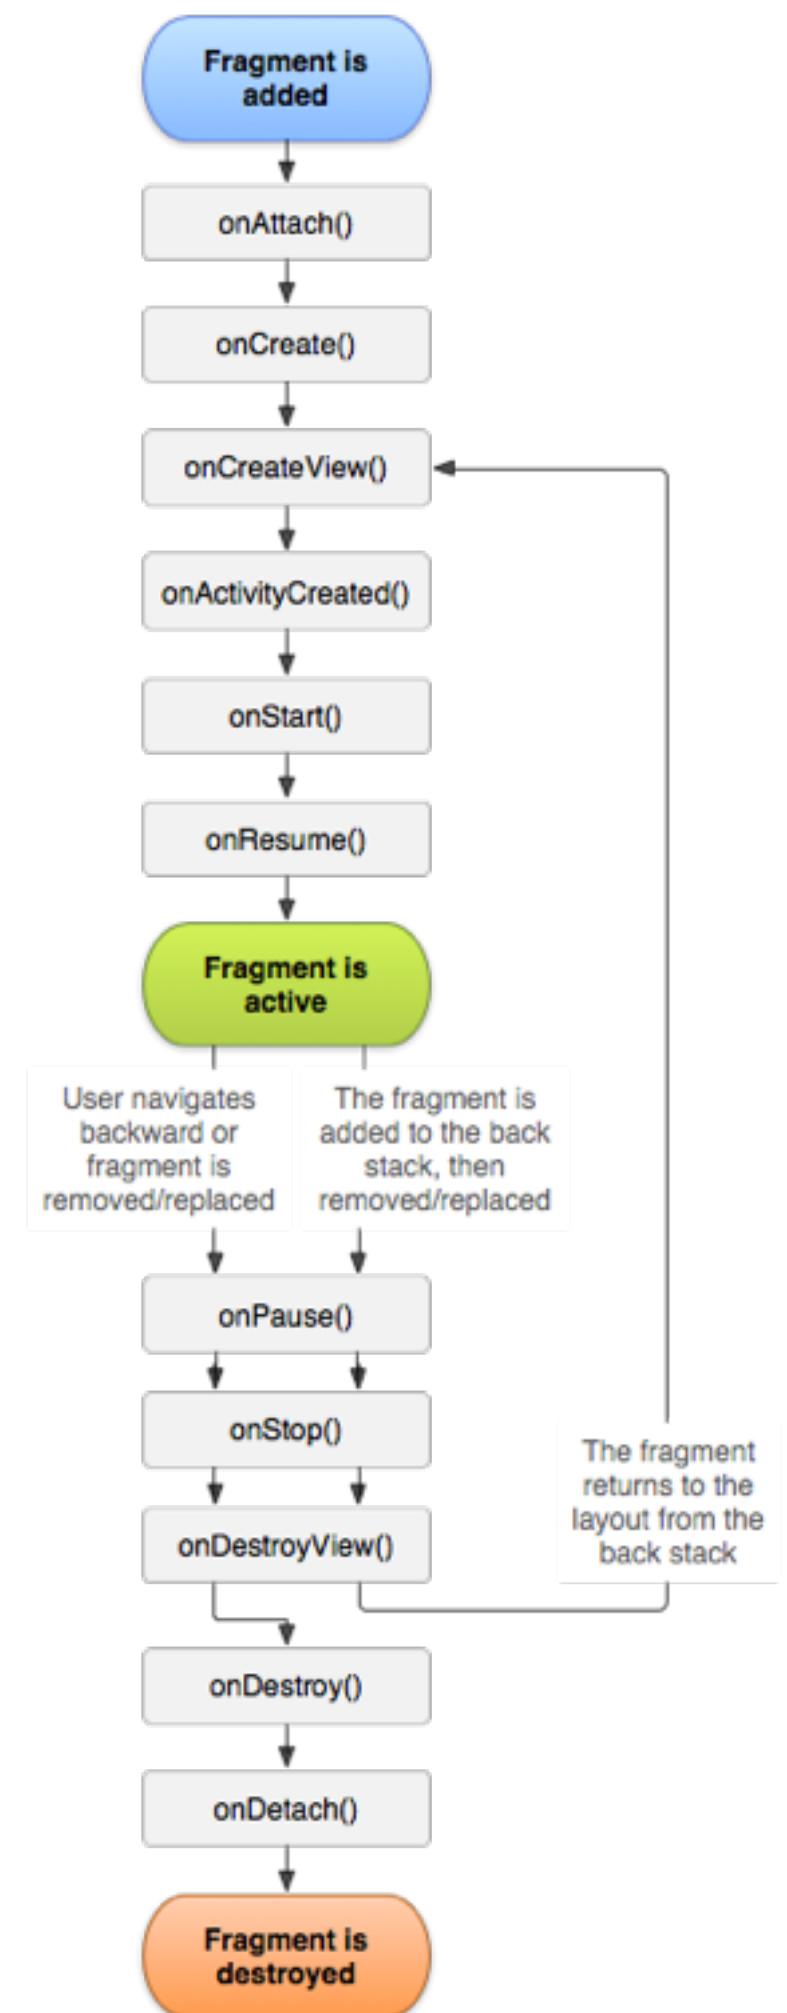 Fragment is
added
onAttach()
onCreate()
onCreateView()
onActivityCreated()
onStart()
onResume()
Fragment is
active
User navigates
backward or
fragment is
removed/replaced
The fragment is
added to the back
stack, then
removed/replaced
onPause()
onStop()
onDestroyView()
The fragment
returns to the
layout from the
back stack
onDestroy()
onDetach()
Fragment is
destroyed